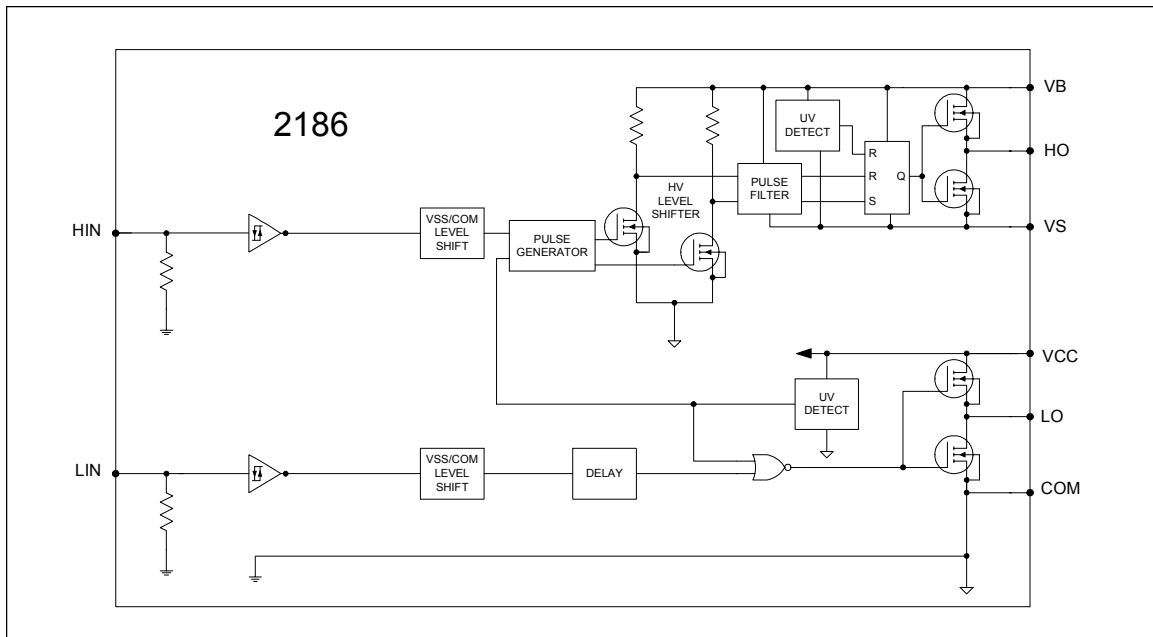 2186
VB
UV
DETECT
HO
R
R
Q
S
PULSE
FILTER
HV
LEVEL
SHIFTER
VS
HIN
VSS/COM
LEVEL
SHIFT
PULSE
GENERATOR
VCC
UV
DETECT
LO
LIN
VSS/COM
LEVEL
SHIFT
DELAY
COM